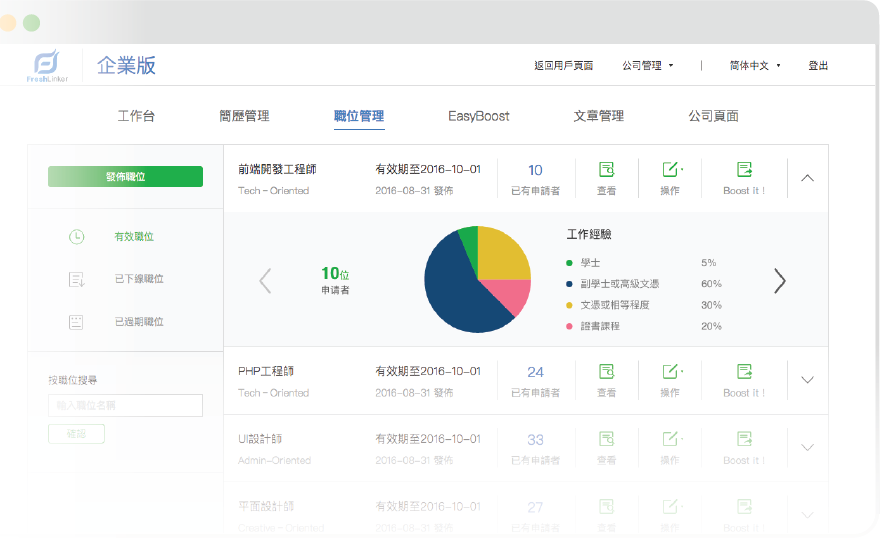 FreshLinker
企業版
返回用戶頁面 公司管理 | 简体中文 登出
工作台 簡歷管理 職位管理 EasyBoost 文章管理 公司頁面
發佈職位
有效職位
已下線職位
已過期職位
按職位搜尋
輸入職位名稱
確認
前端開發工程師 有效期至2016-10-01 10 查看 操作 Boost it !
Tech - Oriented 2016-08-31 發佈 已有申請者
10位
申請者
工作經驗
學士 5%
副學士或高級文憑 60%
文憑或相等程度 30%
證書課程 20%
PHP工程師 有效期至2016-10-01 24 查看 操作 Boost it !
Tech - Oriented 2016-08-31 發佈 已有申請者
UI設計師 有效期至2016-10-01 33 查看 操作 Boost it !
Admin-Oriented 2016-08-31 發佈 已有申請者
平面設計師 有效期至2016-10-01 27 查看 操作 Boost it !
Creative - Oriented 2016-08-31 發佈 已有申請者